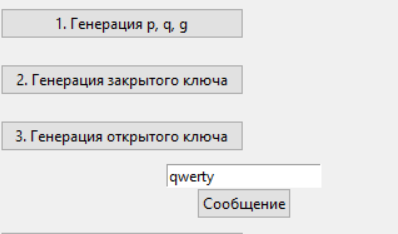 1. Генерация p, q, g
2. Генерация закрытого ключа
3. Генерация открытого ключа
qwerty
Сообщение